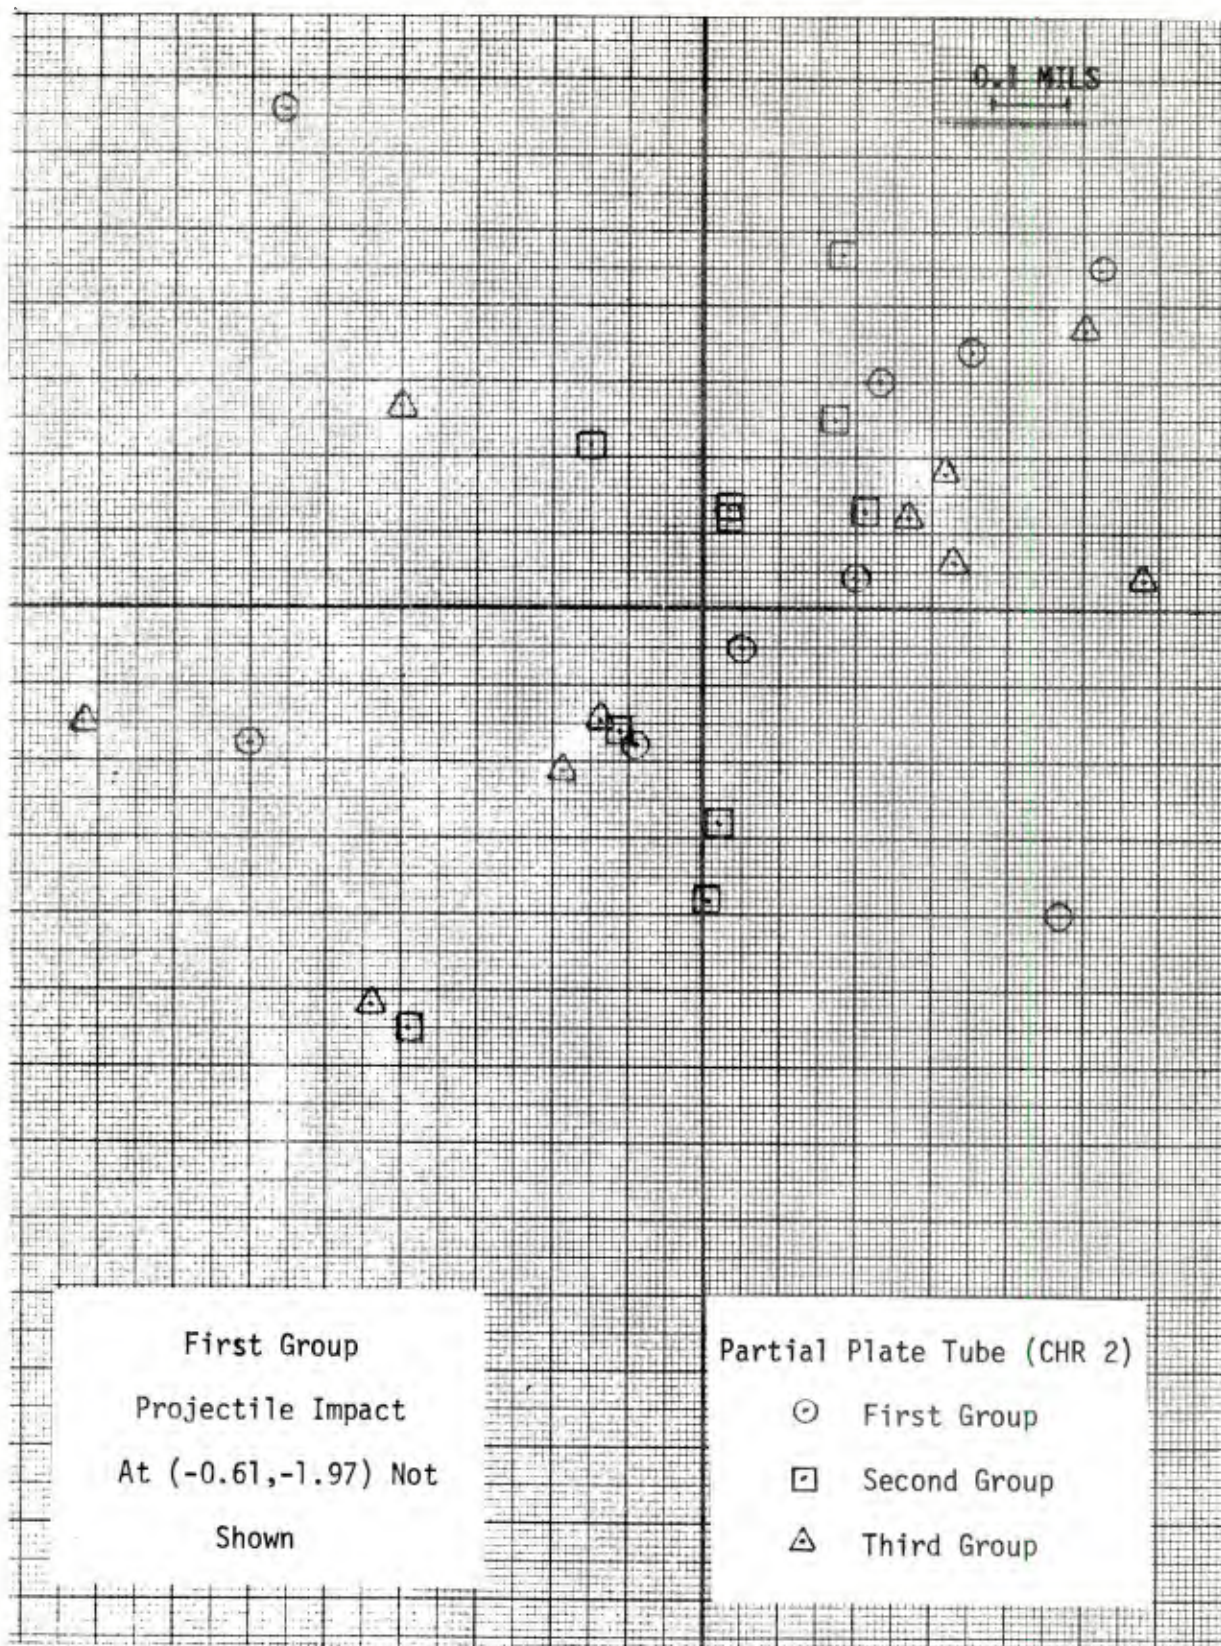 0.1 MILS
First Group
Projectile Impact
At (-0.61,-1.97) Not
Shown
Partial Plate Tube (CHR 2)
First Group
Second Group
Third Group